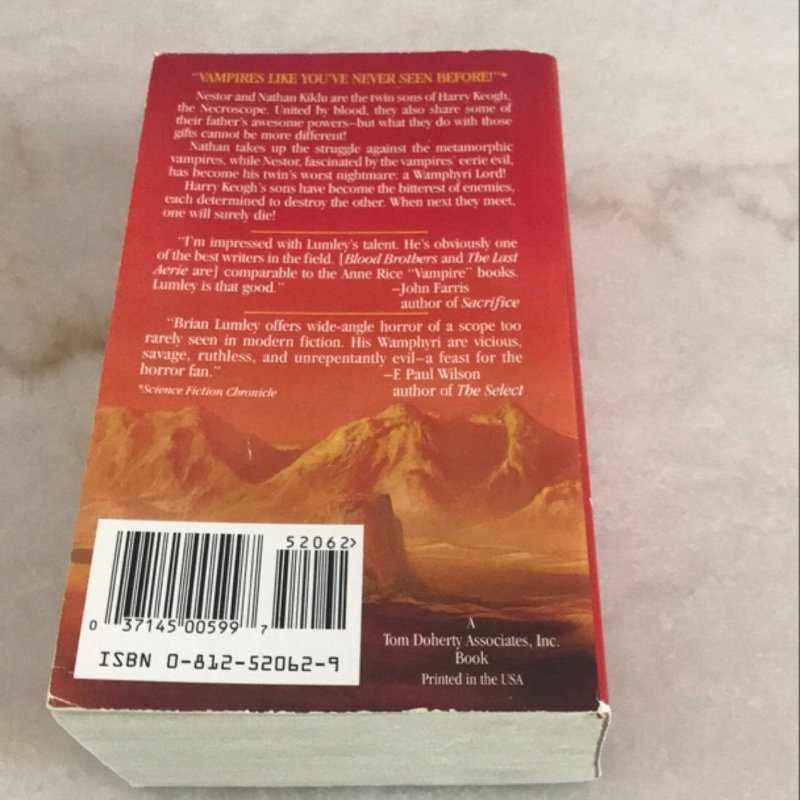 "VAMPIRES LIKE YOU'VE NEVER SEEN BEFORE!"*
Nestor and Nathan Kiklu are the twin sons of Harry Keogh,
the Necroscope. United by blood, they also share some of
their father's awesome powers—but what they do with those
gifts cannot be more different!
Nathan takes up the struggle against the metamorphic
vampires, while Nestor, fascinated by the vampires' eerie evil,
has become his twin's worst nightmare: a Wamphyri Lord!
Harry Keogh's sons have become the bitterest of enemies,
each determined to destroy the other. When next they meet,
one will surely die!
"I'm impressed with Lumley's talent. He's obviously one
of the best writers in the field. [Blood Brothers and The Last
Aerie are] comparable to the Anne Rice "Vampire" books.
Lumley is that good."
—John Farris
author of Sacrifice
"Brian Lumley offers wide-angle horror of a scope too
rarely seen in modern fiction. His Wamphyri are vicious,
savage, ruthless, and unrepentantly evil—a feast for the
horror fan."
—F. Paul Wilson
author of The Select
*Science Fiction Chronicle
52062>
0 37145 00599 7
ISBN 0-812-52062-9
A
Tom Doherty Associates, Inc.
Book
Printed in the USA